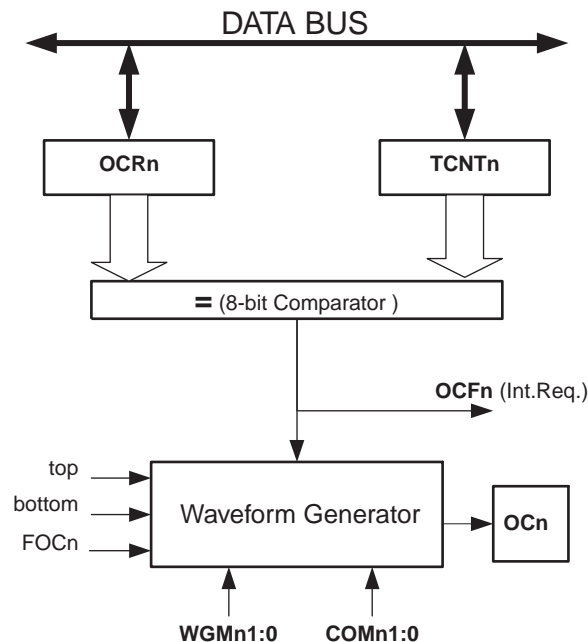 DATA BUS
OCRn
TCNTn
= (8-bit Comparator )
OCFn (Int.Req.)
top
bottom
FOCn
Waveform Generator
OCn
WGMn1:0
COMn1:0